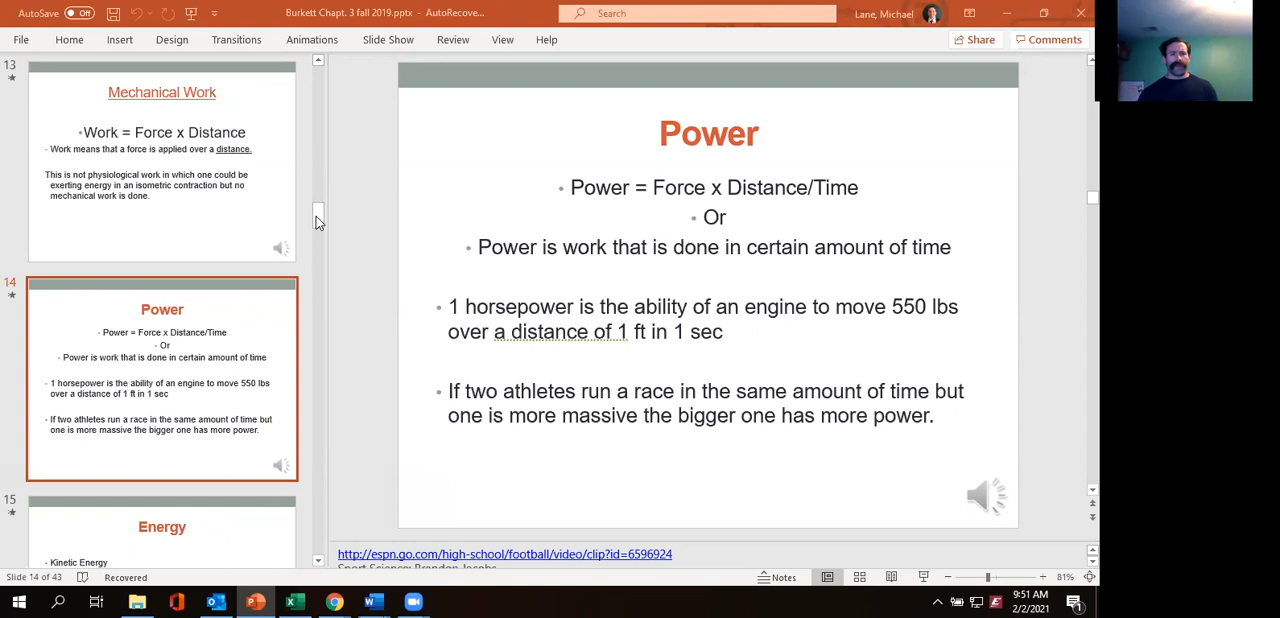 AutoSave Off Burkett Chapt. 3 fall 2019.pptx - AutoRecove... Search Lane, Michael
File Home Insert Design Transitions Animations Slide Show Review View Help Share Comments
13
Mechanical Work
•Work = Force x Distance
- Work means that a force is applied over a distance.
This is not physiological work in which one could be
exerting energy in an isometric contraction but no
mechanical work is done.
14
Power
- Power = Force x Distance/Time
- Or
- Power is work that is done in certain amount of time
- 1 horsepower is the ability of an engine to move 550 lbs
over a distance of 1 ft in 1 sec
- If two athletes run a race in the same amount of time but
one is more massive the bigger one has more power.
15
Energy
- Kinetic Energy
Power
• Power = Force x Distance/Time
• Or
• Power is work that is done in certain amount of time
• 1 horsepower is the ability of an engine to move 550 lbs
over a distance of 1 ft in 1 sec
• If two athletes run a race in the same amount of time but
one is more massive the bigger one has more power.
http://espn.go.com/high-school/football/video/clip?id=6596924
Sport Science: Brandon Jacobs
Slide 14 of 43 Recovered Notes 81%
9:51 AM
2/2/2021
1